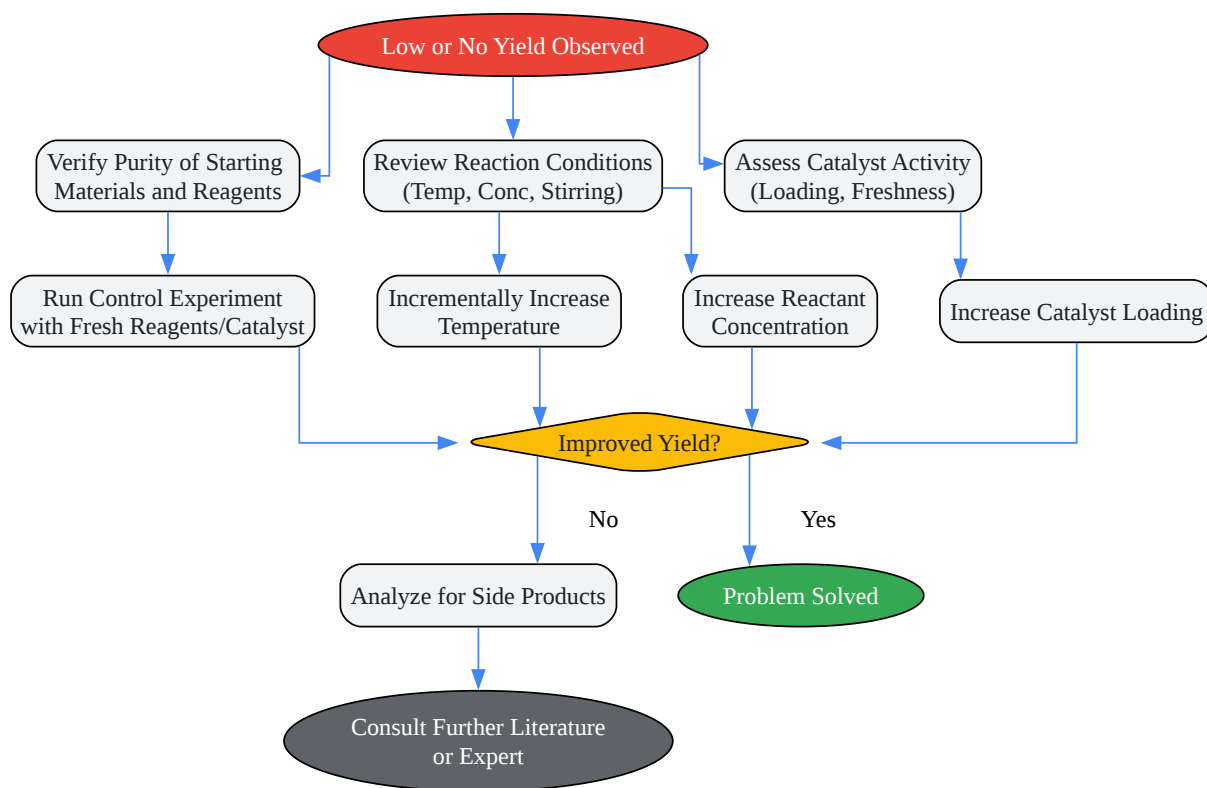 Low or No Yield Observed
Verify Purity of Starting
Materials and Reagents
Review Reaction Conditions
(Temp, Conc, Stirring)
Assess Catalyst Activity
(Loading, Freshness)
Run Control Experiment
with Fresh Reagents/Catalyst
Incrementally Increase
Temperature
Increase Reactant
Concentration
Increase Catalyst Loading
Improved Yield?
No
Yes
Analyze for Side Products
Problem Solved
Consult Further Literature
or Expert